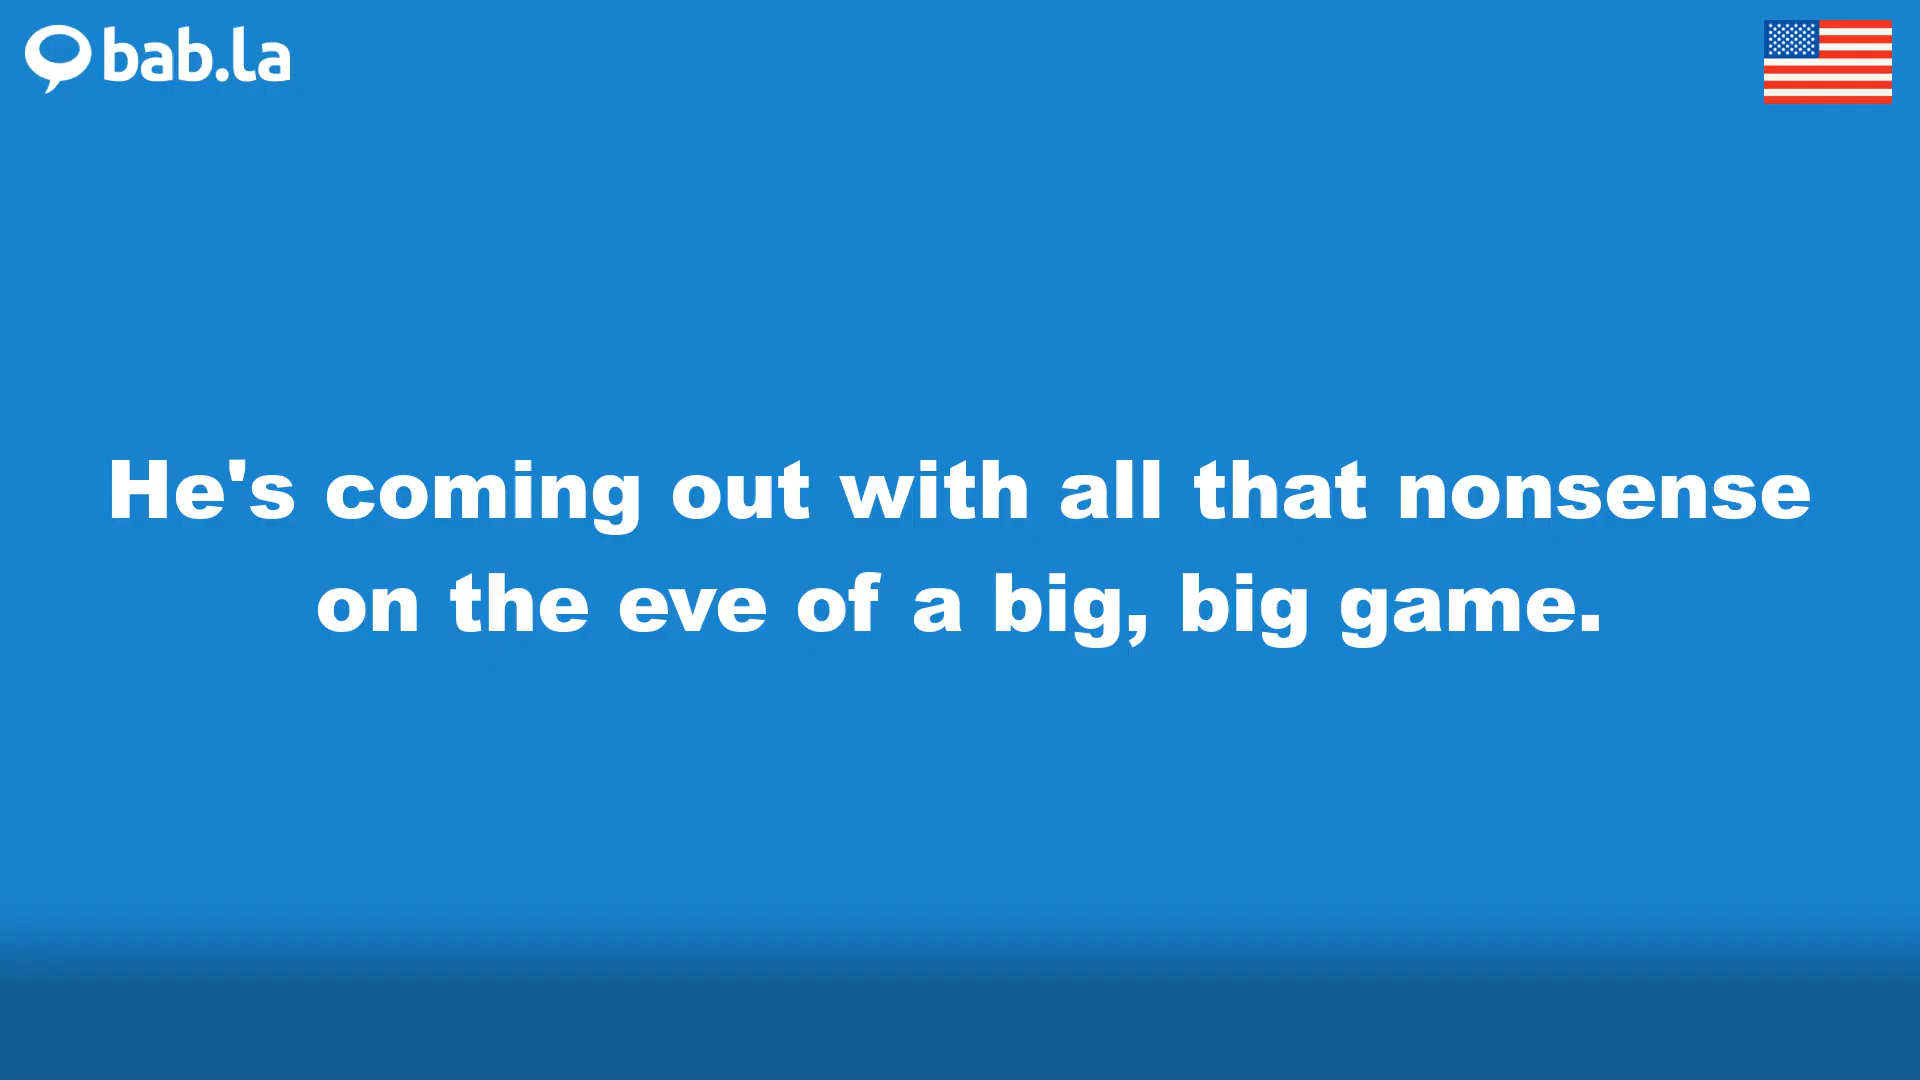 bab.la
He's coming out with all that nonsense
on the eve of a big, big game.